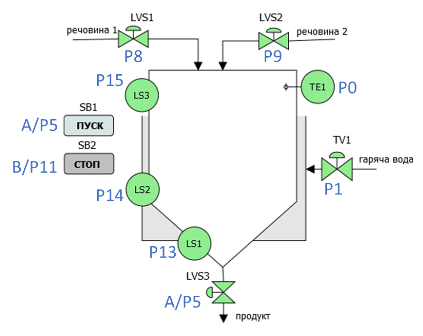 LVS1
LVS2
речовина 1
речовина 2
P8
P9
P15
LS3
TE1
P0
SB1
A/P5
ПУСК
SB2
B/P11
СТОП
TV1
гаряча вода
P1
LS2
P14
LS1
P13
LVS3
A/P5
продукт